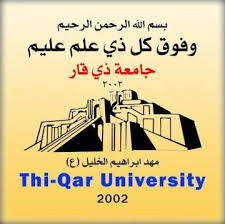 بسم الله الرحمن الرحيم
وفوق كل ذي علم عليم
جامعة ذي قار
٢٠٠٢
مهد ابراهيم الخليل (ع)
Thi-Qar University
2002